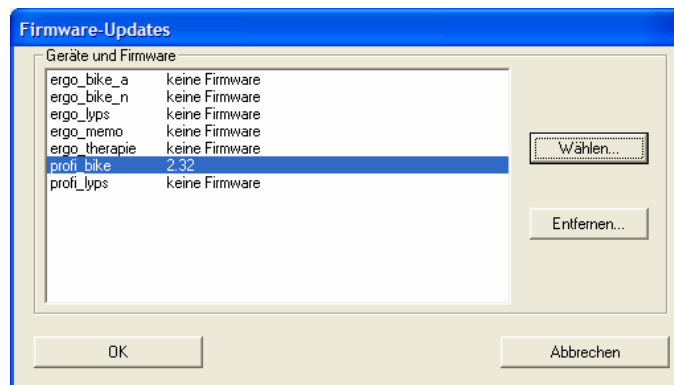 Firmware-Updates
Geräte und Firmware
ergo_bike_a keine Firmware
ergo_bike_n keine Firmware
ergo_lyps keine Firmware
ergo_memo keine Firmware
ergo_therapie keine Firmware
profi_bike 2.32
profi_lyps keine Firmware
Wählen...
Entfernen...
OK Abbrechen